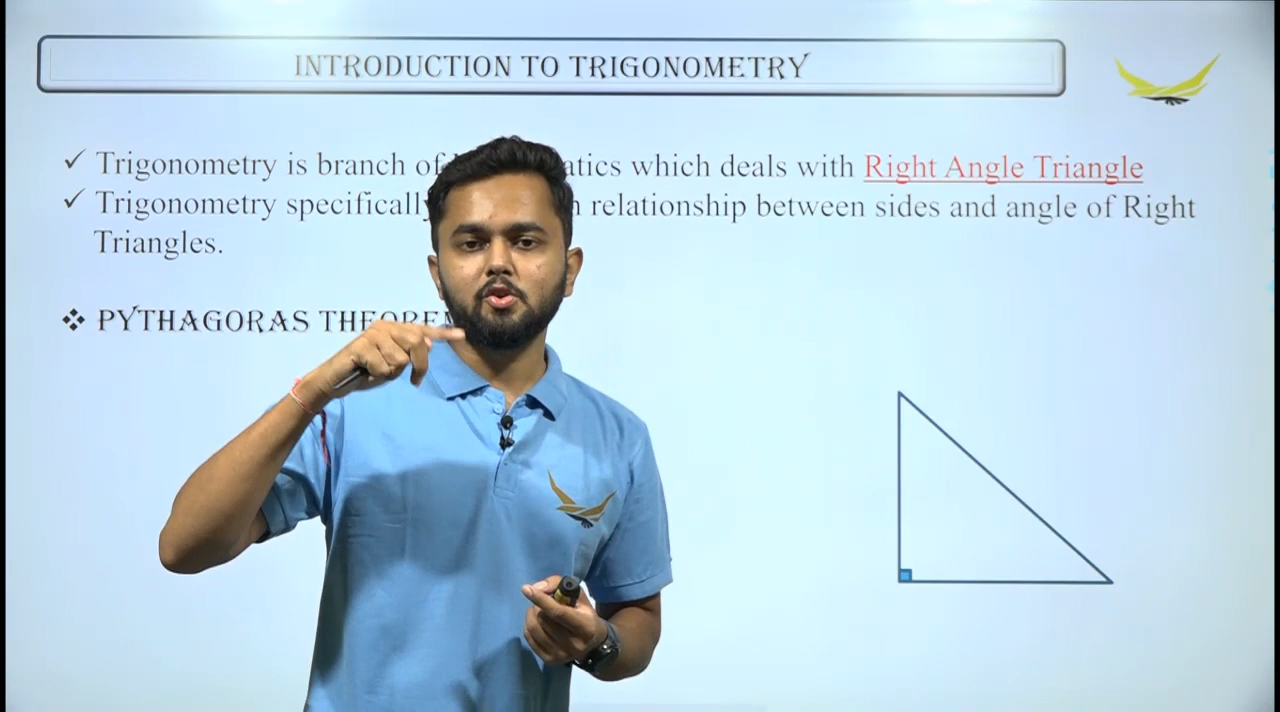 INTRODUCTION TO TRIGONOMETRY
✓ Trigonometry is branch of atics which deals with Right Angle Triangle
✓ Trigonometry specifically relationship between sides and angle of Right
Triangles.
❖ PYTHAGORAS THEOREM